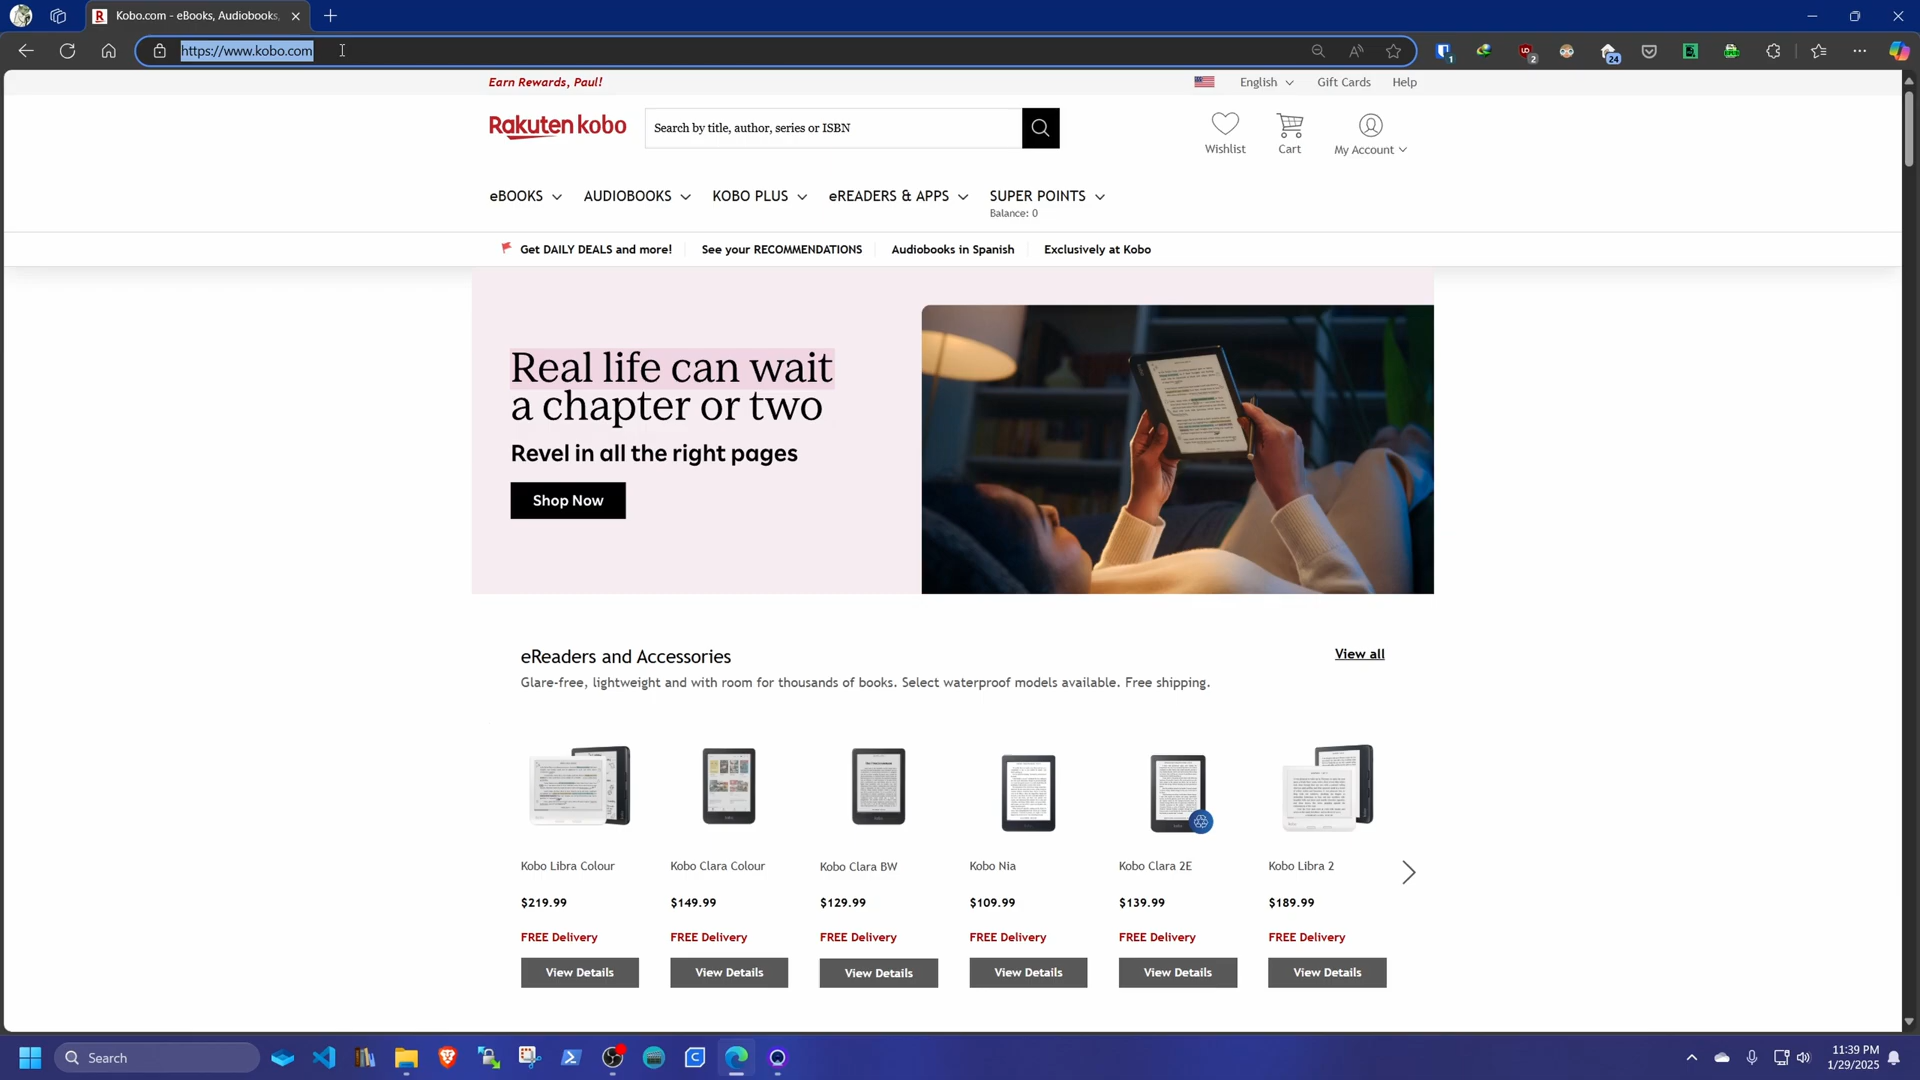 Kobo.com - eBooks, Audiobooks,
https://www.kobo.com
1
2
24
Earn Rewards, Paul!
English
Gift Cards
Help
Rakuten kobo
Search by title, author, series or ISBN
Wishlist
Cart
My Account
eBOOKS
AUDIOBOOKS
KOBO PLUS
eREADERS & APPS
SUPER POINTS
Balance: 0
Get DAILY DEALS and more!
See your RECOMMENDATIONS
Audiobooks in Spanish
Exclusively at Kobo
Real life can wait
a chapter or two
Revel in all the right pages
Shop Now
eReaders and Accessories
View all
Glare-free, lightweight and with room for thousands of books. Select waterproof models available. Free shipping.
Kobo Libra Colour
Kobo Clara Colour
Kobo Clara BW
Kobo Nia
Kobo Clara 2E
Kobo Libra 2
$219.99
$149.99
$129.99
$109.99
$139.99
$189.99
FREE Delivery
FREE Delivery
FREE Delivery
FREE Delivery
FREE Delivery
FREE Delivery
View Details
View Details
View Details
View Details
View Details
View Details
Search
11:39 PM
1/29/2025